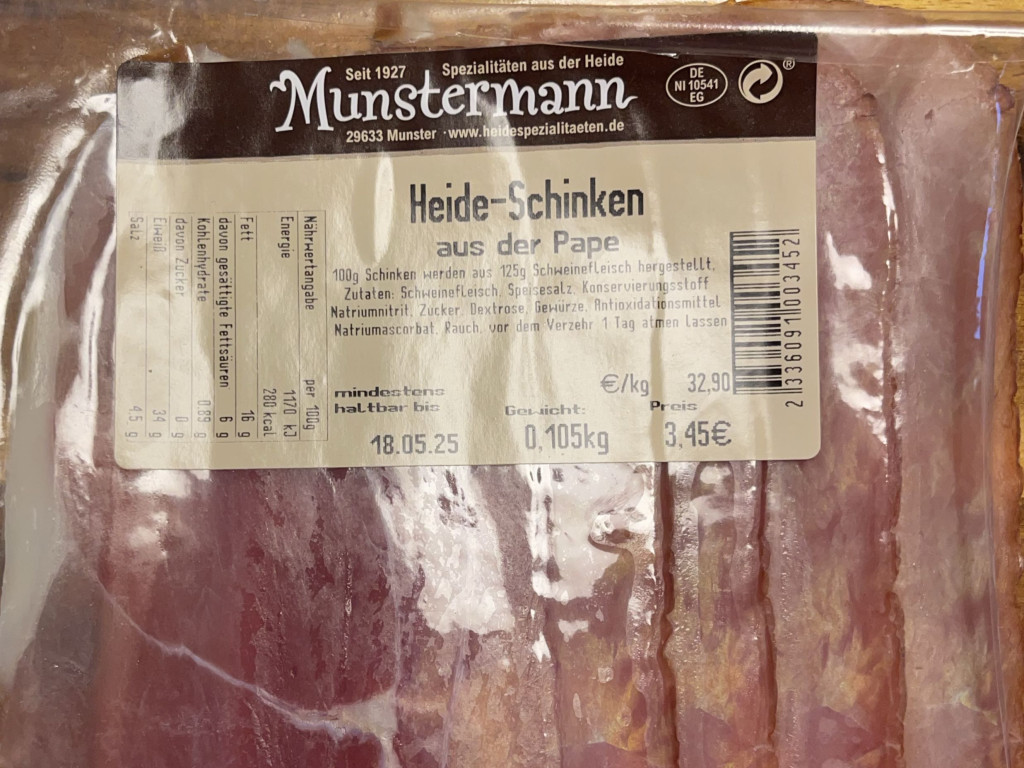 Seit 1927 Spezialitäten aus der Heide
Munstermann
29633 Munster · www.heidespezialitaeten.de
DE
NI 10541
EG
®
Heide-Schinken
aus der Pape
100g Schinken werden aus 125g Schweinefleisch hergestellt,
Zutaten: Schweinefleisch, Speisesalz, Konservierungsstoff
Natriumnitrit, Zucker, Dextrose, Gewürze, Antioxidationsmittel
Natriumascorbat, Rauch, vor dem Verzehr 1 Tag atmen lassen
€/kg 32,90
mindestens
haltbar bis
18.05.25
Gewicht:
0,105kg
Preis
3,45€
2 133609 1003452
Nährwertangabe per 100g
Energie 1170 kJ
280 kcal
Fett 16 g
davon gesättigte Fettsäuren 6 g
Kohlenhydrate 0.89 g
davon Zucker 0 g
Eiweiß 34 g
Salz 4.5 g